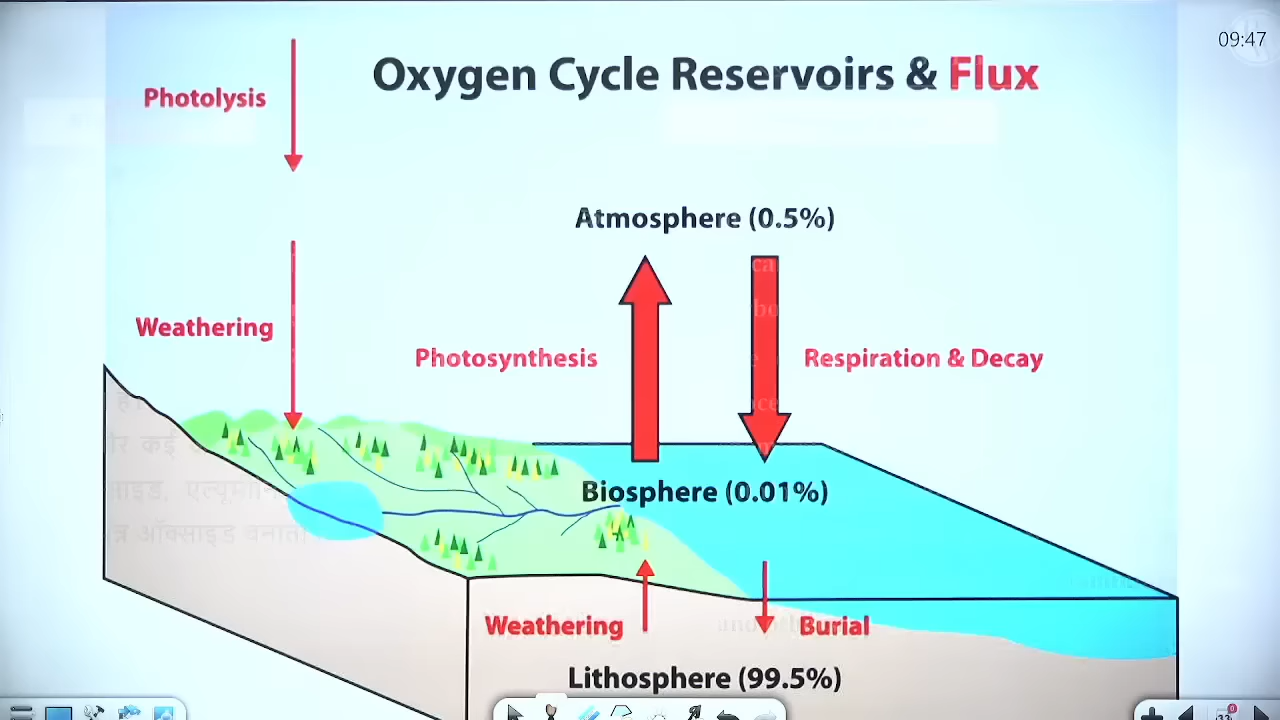 09:47
Oxygen Cycle Reservoirs & Flux
Photolysis
Atmosphere (0.5%)
Weathering
Photosynthesis
Respiration & Decay
Biosphere (0.01%)
Weathering
Burial
Lithosphere (99.5%)